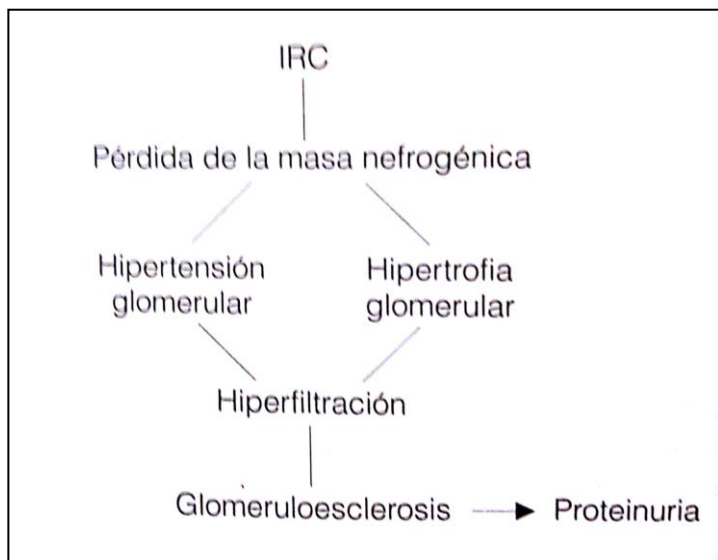 IRC
Pérdida de la masa nefrogénica
Hipertensión Hipertrofia
glomerular glomerular
Hiperfiltración
Glomeruloesclerosis Proteinuria